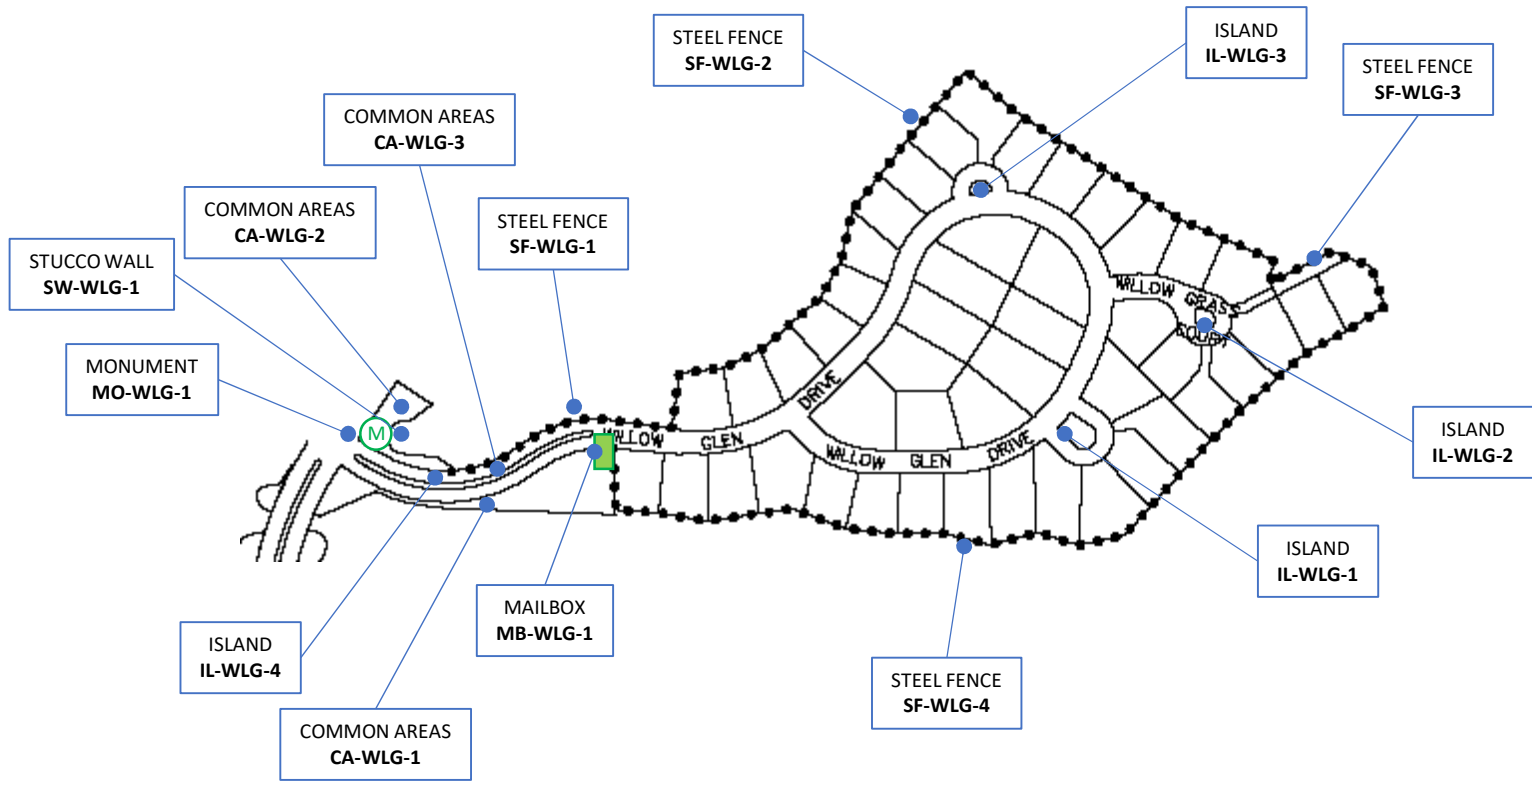 STEEL FENCE
SF-WLG-2
ISLAND
IL-WLG-3
STEEL FENCE
SF-WLG-3
COMMON AREAS
CA-WLG-3
COMMON AREAS
CA-WLG-2
STEEL FENCE
SF-WLG-1
STUCCO WALL
SW-WLG-1
MONUMENT
MO-WLG-1
M
WILLOW GRASS
COURT
DRIVE
WILLOW GLEN
WILLOW GLEN DRIVE
ISLAND
IL-WLG-2
ISLAND
IL-WLG-1
MAILBOX
MB-WLG-1
ISLAND
IL-WLG-4
STEEL FENCE
SF-WLG-4
COMMON AREAS
CA-WLG-1